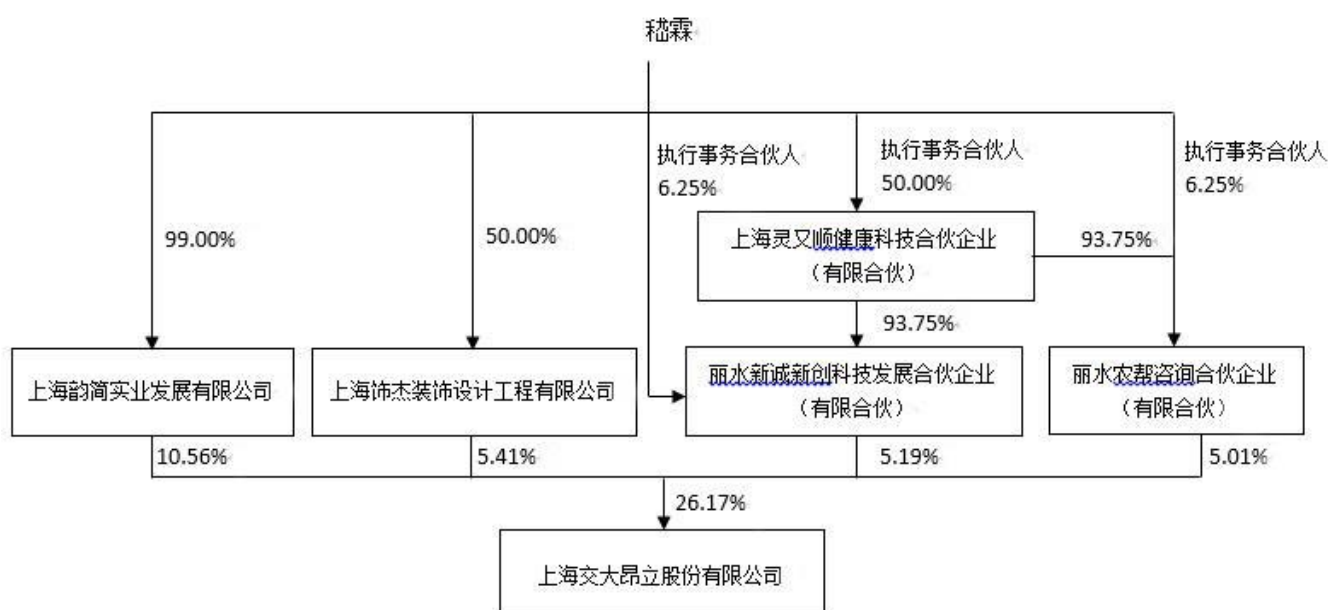 嵇霖
执行事务合伙人
6.25%
执行事务合伙人
50.00%
执行事务合伙人
6.25%
99.00%
50.00%
上海灵又顺健康科技合伙企业
（有限合伙）
93.75%
93.75%
上海韵简实业发展有限公司
上海饰杰装饰设计工程有限公司
丽水新诚新创科技发展合伙企业
（有限合伙）
丽水农帮咨询合伙企业
（有限合伙）
10.56%
5.41%
5.19%
5.01%
26.17%
上海交大昂立股份有限公司